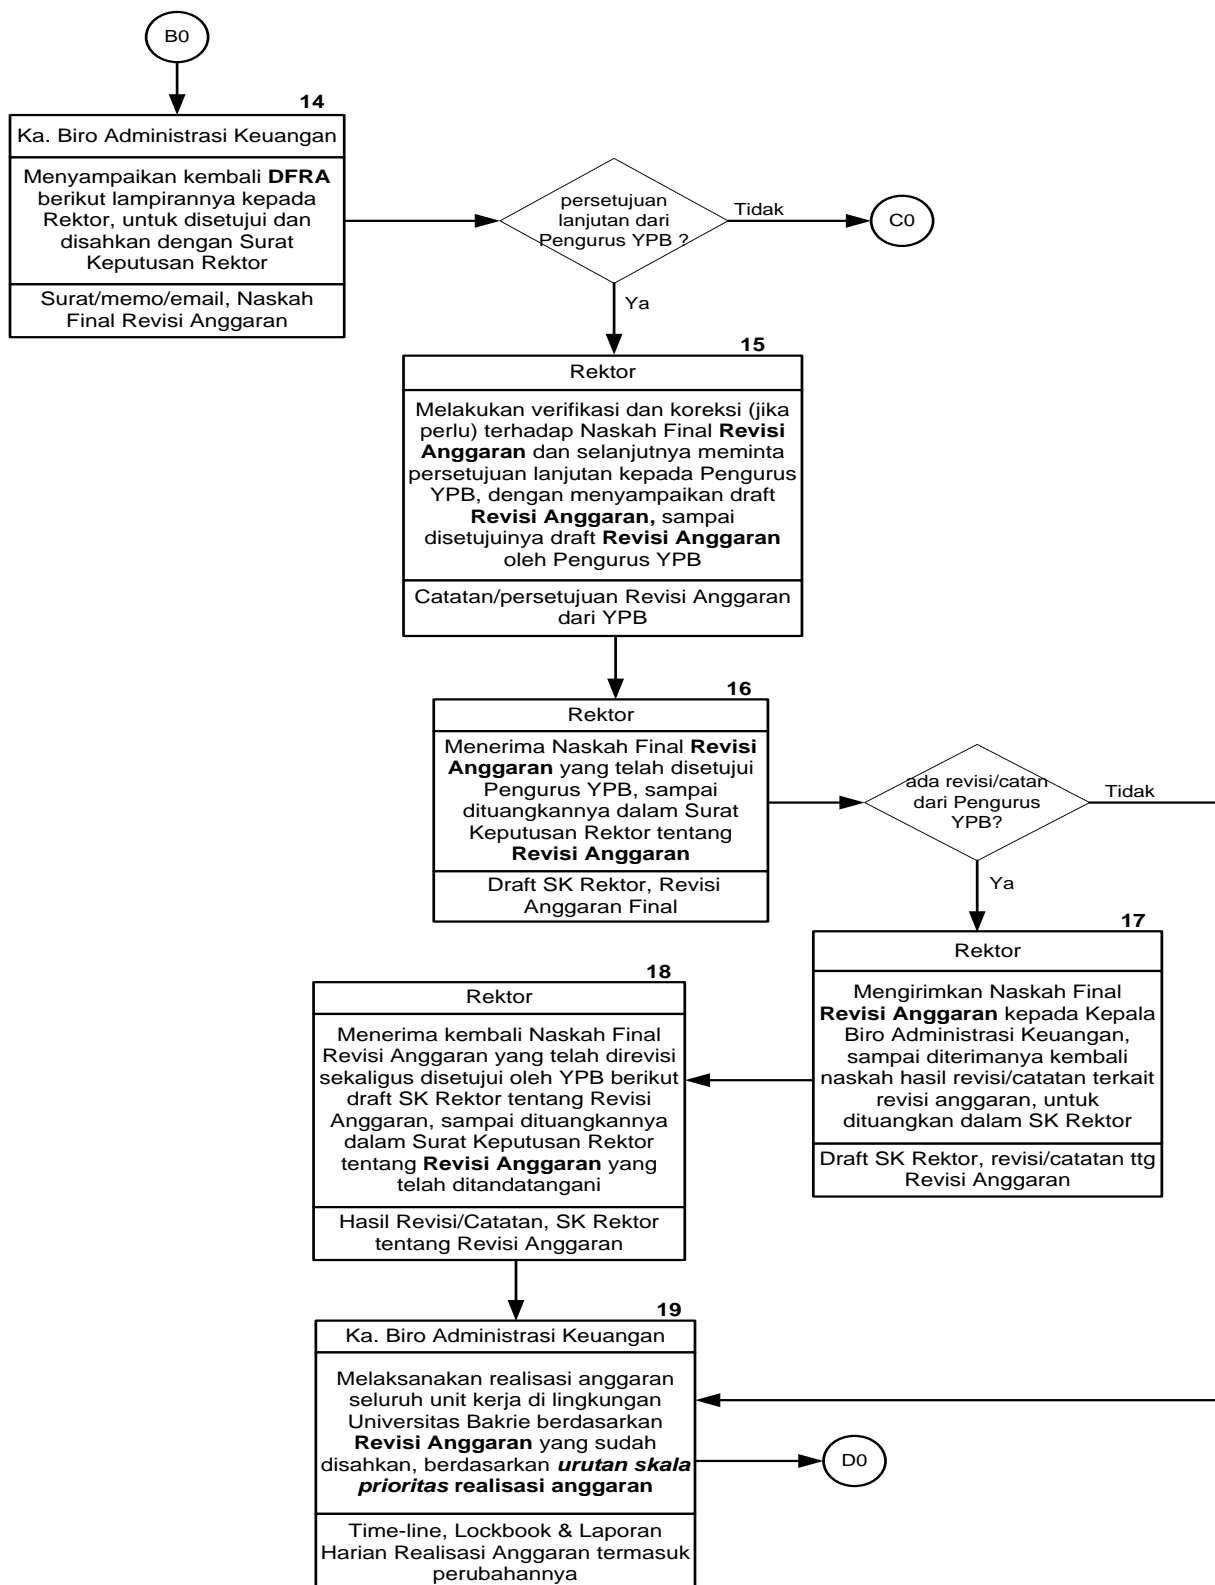 B0
14
Ka. Biro Administrasi Keuangan
Menyampaikan kembali DFRA
berikut lampirannya kepada
Rektor, untuk disetujui dan
disahkan dengan Surat
Keputusan Rektor
Surat/memo/email, Naskah
Final Revisi Anggaran
persetujuan
lanjutan dari
Pengurus YPB ?
Tidak
C0
Ya
15
Rektor
Melakukan verifikasi dan koreksi (jika
perlu) terhadap Naskah Final Revisi
Anggaran dan selanjutnya meminta
persetujuan lanjutan kepada Pengurus
YPB, dengan menyampaikan draft
Revisi Anggaran, sampai
disetujuinya draft Revisi Anggaran
oleh Pengurus YPB
Catatan/persetujuan Revisi Anggaran
dari YPB
16
Rektor
Menerima Naskah Final Revisi
Anggaran yang telah disetujui
Pengurus YPB, sampai
dituangkannya dalam Surat
Keputusan Rektor tentang
Revisi Anggaran
Draft SK Rektor, Revisi
Anggaran Final
ada revisi/catan
dari Pengurus
YPB?
Tidak
Ya
17
Rektor
Mengirimkan Naskah Final
Revisi Anggaran kepada Kepala
Biro Administrasi Keuangan,
sampai diterimanya kembali
naskah hasil revisi/catatan terkait
revisi anggaran, untuk
dituangkan dalam SK Rektor
Draft SK Rektor, revisi/catatan ttg
Revisi Anggaran
18
Rektor
Menerima kembali Naskah Final
Revisi Anggaran yang telah direvisi
sekaligus disetujui oleh YPB berikut
draft SK Rektor tentang Revisi
Anggaran, sampai dituangkannya
dalam Surat Keputusan Rektor
tentang Revisi Anggaran yang
telah ditandatangani
Hasil Revisi/Catatan, SK Rektor
tentang Revisi Anggaran
19
Ka. Biro Administrasi Keuangan
Melaksanakan realisasi anggaran
seluruh unit kerja di lingkungan
Universitas Bakrie berdasarkan
Revisi Anggaran yang sudah
disahkan, berdasarkan urutan skala
prioritas realisasi anggaran
Time-line, Lockbook & Laporan
Harian Realisasi Anggaran termasuk
perubahannya
D0